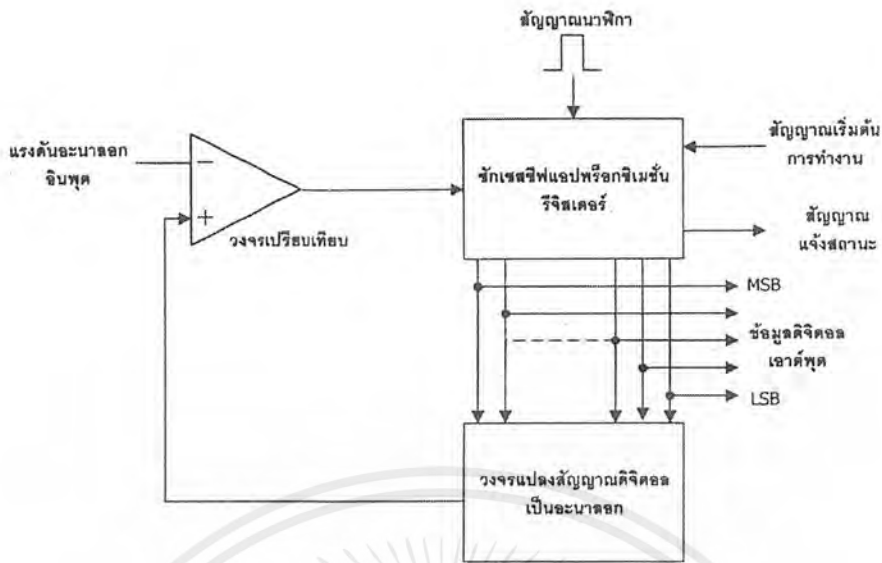 สัญญาณนาฬิกา
แรงดันอะนาลอก
อินพุต
−
+
วงจรเปรียบเทียบ
ซักเซสซีฟแอปพร็อกซิเมชั่น
รีจิสเตอร์
สัญญาณเริ่มต้น
การทำงาน
สัญญาณ
แจ้งสถานะ
MSB
ข้อมูลดิจิตอล
เอาต์พุต
LSB
วงจรแปลงสัญญาณดิจิตอล
เป็นอะนาลอก